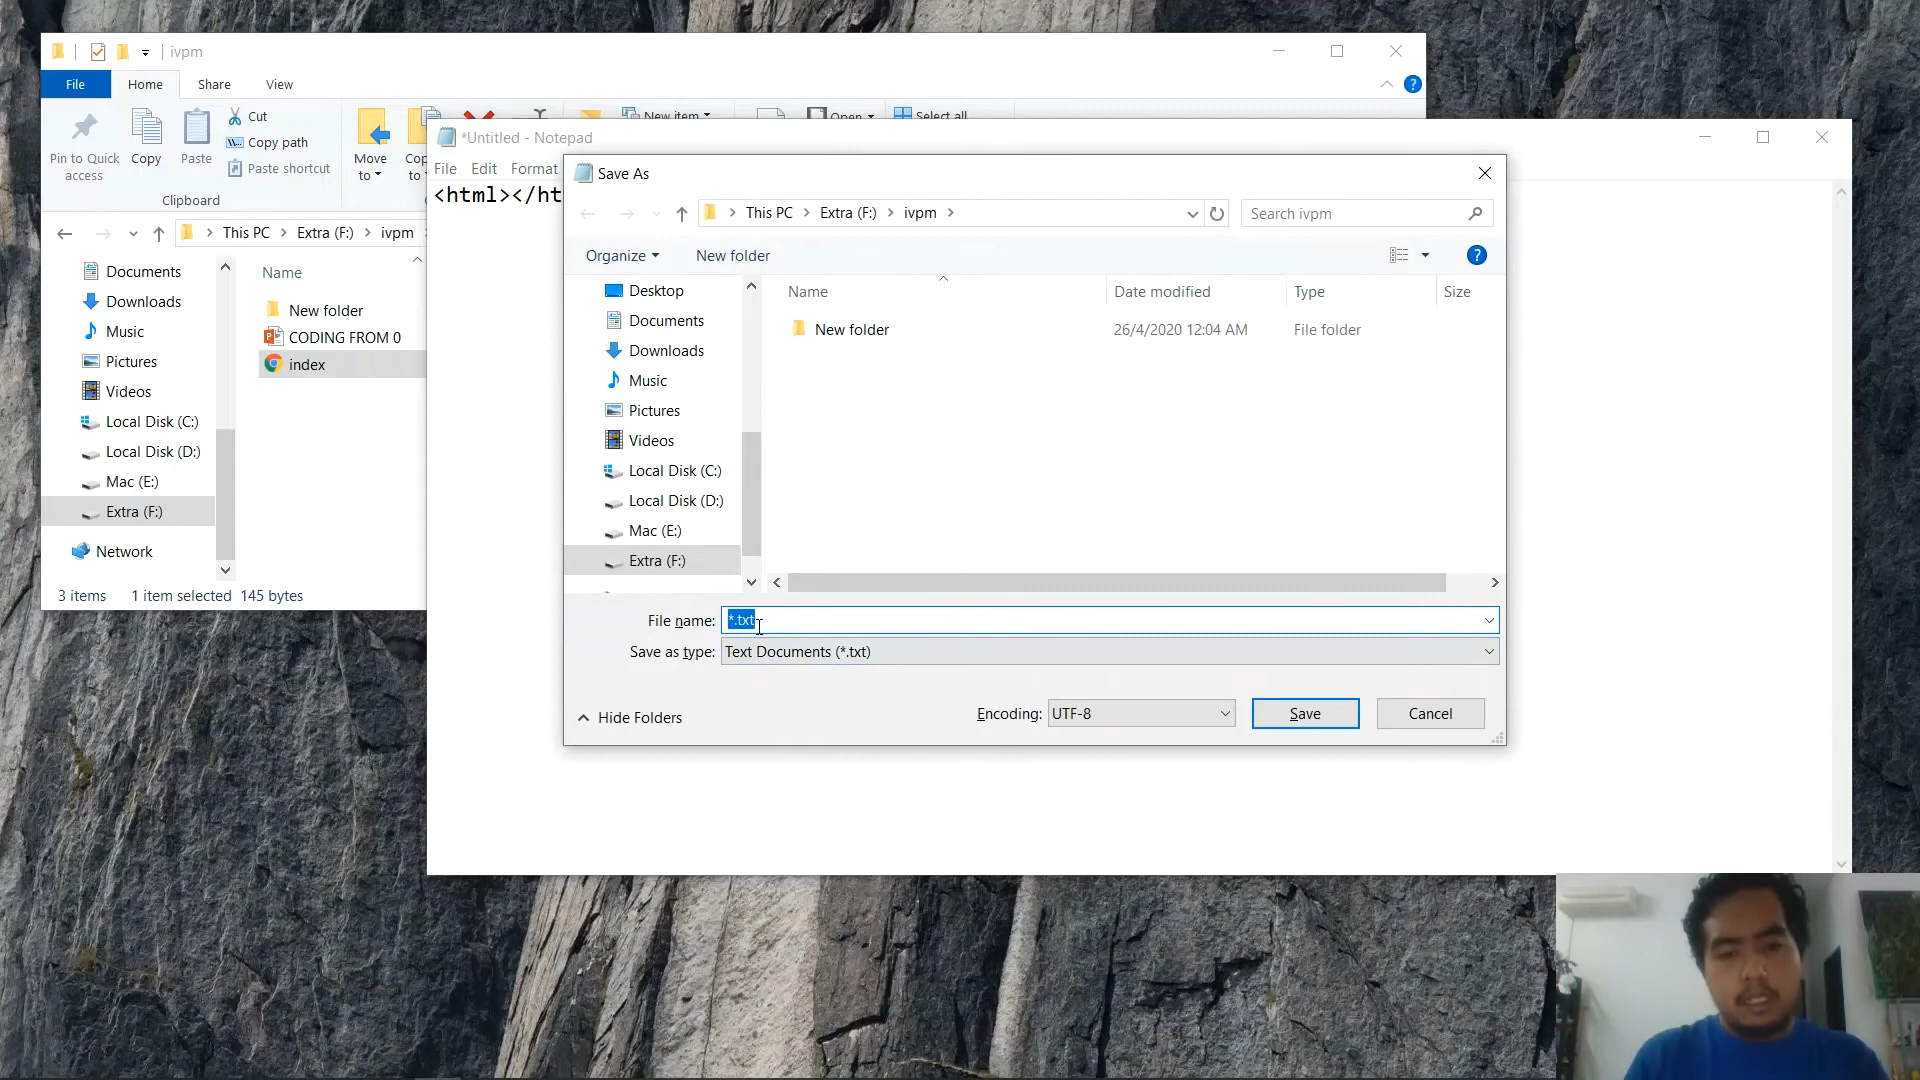 ivpm
File Home Share View
Pin to Quick access
Copy
Paste
Cut
Copy path
Paste shortcut
Move to
to
New item
Open
Select all
Clipboard
This PC Extra (F:) ivpm
Documents
Downloads
Music
Pictures
Videos
Local Disk (C:)
Local Disk (D:)
Mac (E:)
Extra (F:)
Network
Name
New folder
CODING FROM 0
index
3 items 1 item selected 145 bytes
*Untitled - Notepad
File Edit Format
<html></ht
Save As
This PC Extra (F:) ivpm
Search ivpm
Organize New folder
Desktop
Documents
Downloads
Music
Pictures
Videos
Local Disk (C:)
Local Disk (D:)
Mac (E:)
Extra (F:)
Name Date modified Type Size
New folder 26/4/2020 12:04 AM File folder
File name: *.txt
Save as type: Text Documents (*.txt)
Hide Folders
Encoding: UTF-8
Save
Cancel